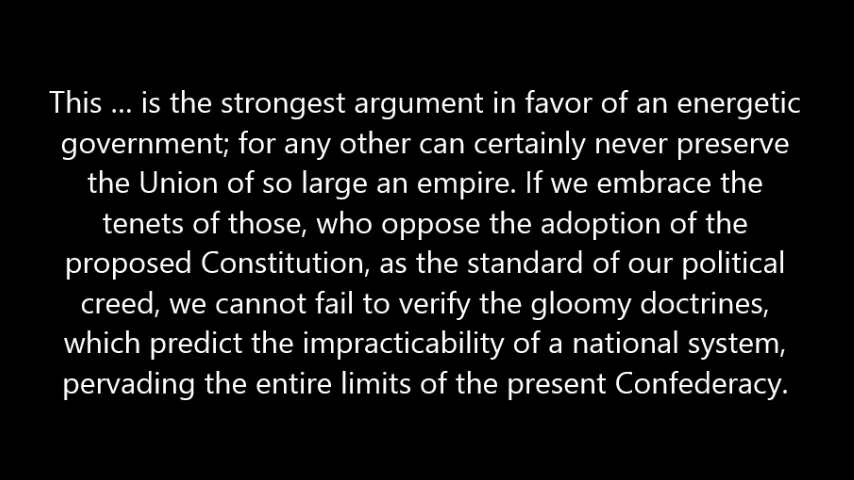 This ... is the strongest argument in favor of an energetic
government; for any other can certainly never preserve
the Union of so large an empire. If we embrace the
tenets of those, who oppose the adoption of the
proposed Constitution, as the standard of our political
creed, we cannot fail to verify the gloomy doctrines,
which predict the impracticability of a national system,
pervading the entire limits of the present Confederacy.